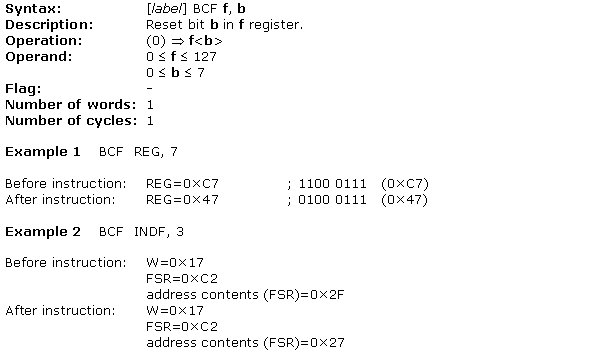 Syntax: [label] BCF f, b
Description: Reset bit b in f register.
Operation: (0) ⇒ f<b>
Operand: 0 ≤ f ≤ 127
0 ≤ b ≤ 7
Flag: -
Number of words: 1
Number of cycles: 1
Example 1 BCF REG, 7
Before instruction: REG=0×C7 ; 1100 0111 (0×C7)
After instruction: REG=0×47 ; 0100 0111 (0×47)
Example 2 BCF INDF, 3
Before instruction: W=0×17
FSR=0×C2
address contents (FSR)=0×2F
After instruction: W=0×17
FSR=0×C2
address contents (FSR)=0×27